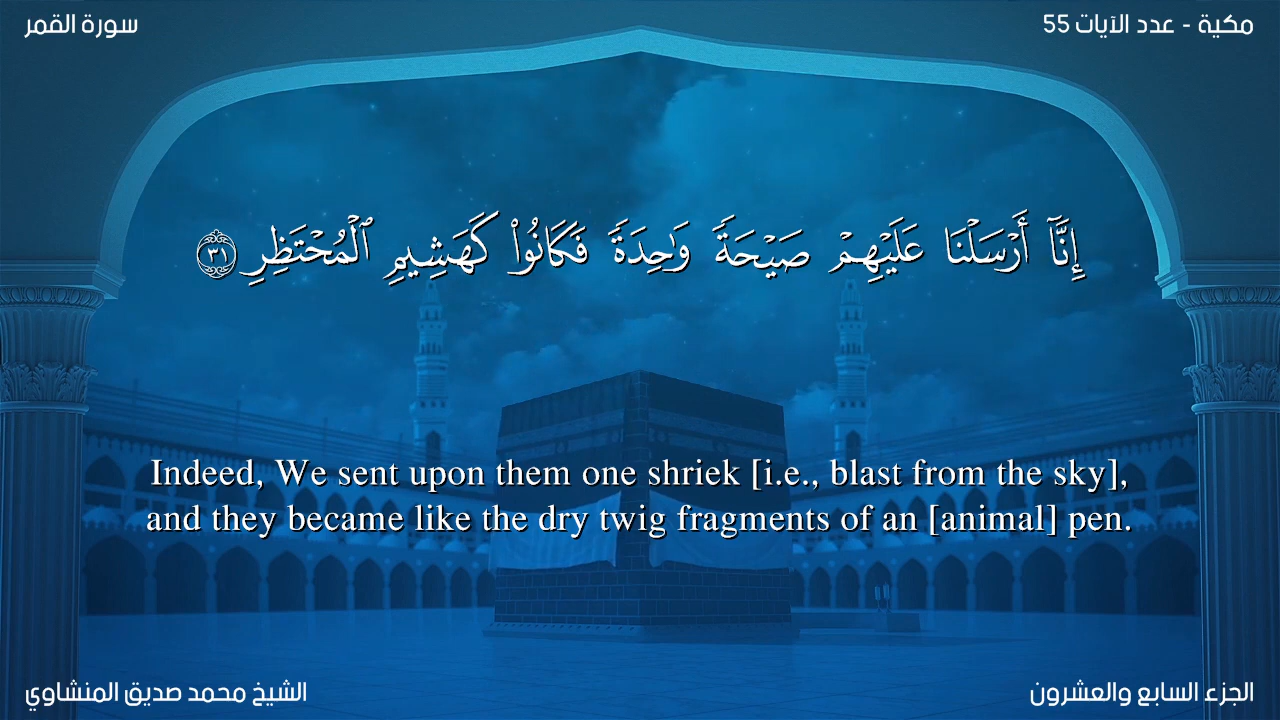 مكية - عدد الآيات 55
سورة القمر
إِنَّآ أَرْسَلْنَا عَلَيْهِمْ صَيْحَةً وَٰحِدَةً فَكَانُوا۟ كَهَشِيمِ ٱلْمُحْتَظِرِ ٣١
Indeed, We sent upon them one shriek [i.e., blast from the sky],
and they became like the dry twig fragments of an [animal] pen.
الجزء السابع والعشرون
الشيخ محمد صديق المنشاوي